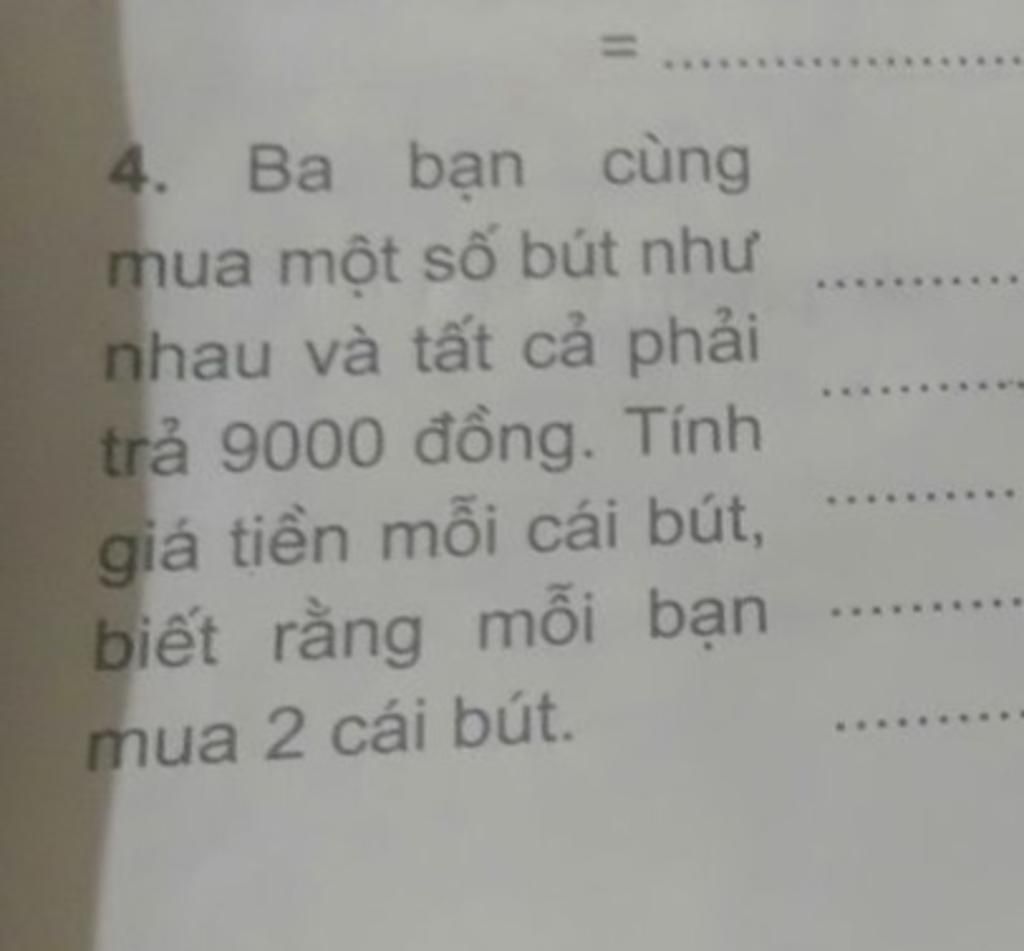 = ....................
4. Ba bạn cùng
mua một số bút như ...........
nhau và tất cả phải ...........
trả 9000 đồng. Tính
giá tiền mỗi cái bút, ..........
biết rằng mỗi bạn ...........
mua 2 cái bút. ..........